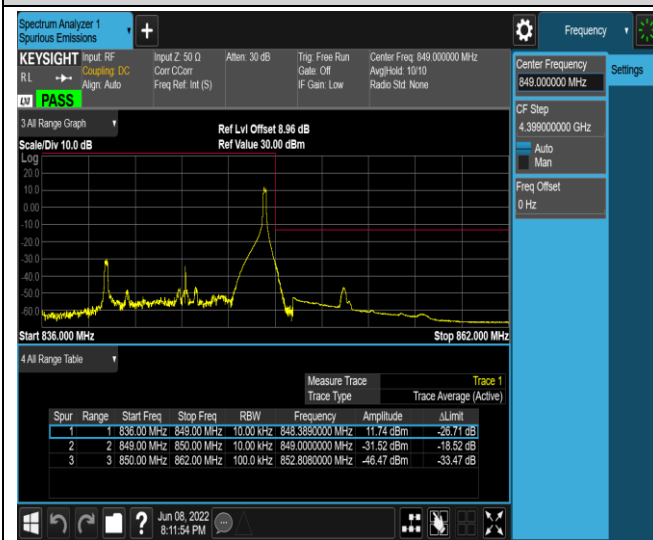 Spectrum Analyzer 1
Spurious Emissions
+
Frequency
KEYSIGHT Input: RF Input Z: 50 Ω Atten: 30 dB Trig: Free Run Center Freq: 849.000000 MHz
RL Coupling: DC Corr CCorr Gate: Off Avg|Hold: 10/10
Align: Auto Freq Ref: Int (S) IF Gain: Low Radio Std: None
LXI PASS
Center Frequency
849.000000 MHz
Settings
CF Step
4.399000000 GHz
Auto
Man
Freq Offset
0 Hz
3 All Range Graph
Ref Lvl Offset 8.96 dB
Scale/Div 10.0 dB Ref Value 30.00 dBm
Log
20.0
10.0
0.00
-10.0
-20.0
-30.0
-40.0
-50.0
-60.0
Start 836.000 MHz Stop 862.000 MHz
4 All Range Table
Measure Trace Trace 1
Trace Type Trace Average (Active)
Spur Range Start Freq Stop Freq RBW Frequency Amplitude ΔLimit
1 1 836.00 MHz 849.00 MHz 10.00 kHz 848.3890000 MHz 11.74 dBm -26.71 dB
2 2 849.00 MHz 850.00 MHz 10.00 kHz 849.0000000 MHz -31.52 dBm -18.52 dB
3 3 850.00 MHz 862.00 MHz 100.0 kHz 852.8080000 MHz -46.47 dBm -33.47 dB
? Jun 08, 2022
8:11:54 PM